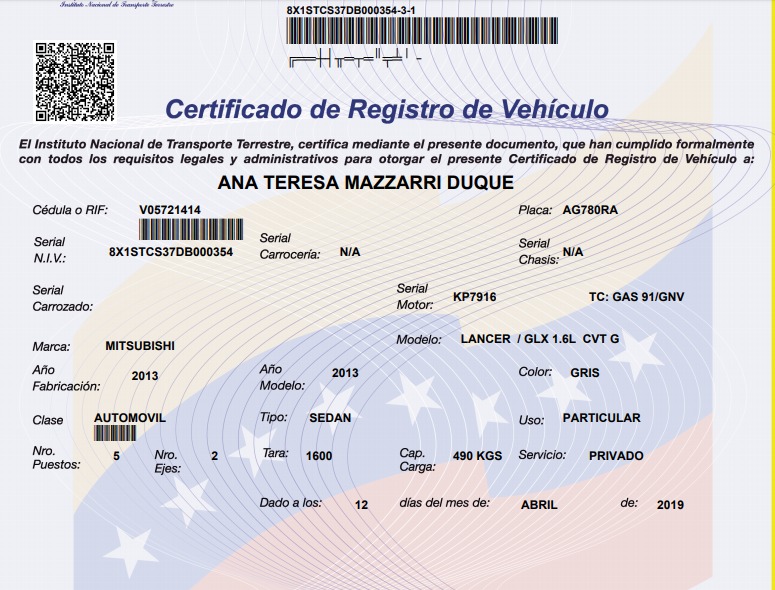 Instituto Nacional de Transporte Terrestre
8X1STCS37DB000354-3-1
Certificado de Registro de Vehículo
El Instituto Nacional de Transporte Terrestre, certifica mediante el presente documento, que han cumplido formalmente
con todos los requisitos legales y administrativos para otorgar el presente Certificado de Registro de Vehículo a:
ANA TERESA MAZZARRI DUQUE
Cédula o RIF: V05721414 Placa: AG780RA
Serial N.I.V.: 8X1STCS37DB000354 Serial Carrocería: N/A Serial Chasis: N/A
Serial Carrozado: Serial Motor: KP7916 TC: GAS 91/GNV
Marca: MITSUBISHI Modelo: LANCER / GLX 1.6L CVT G
Año Fabricación: 2013 Año Modelo: 2013 Color: GRIS
Clase AUTOMOVIL Tipo: SEDAN Uso: PARTICULAR
Nro. Puestos: 5 Nro. Ejes: 2 Tara: 1600 Cap. Carga: 490 KGS Servicio: PRIVADO
Dado a los: 12 días del mes de: ABRIL de: 2019